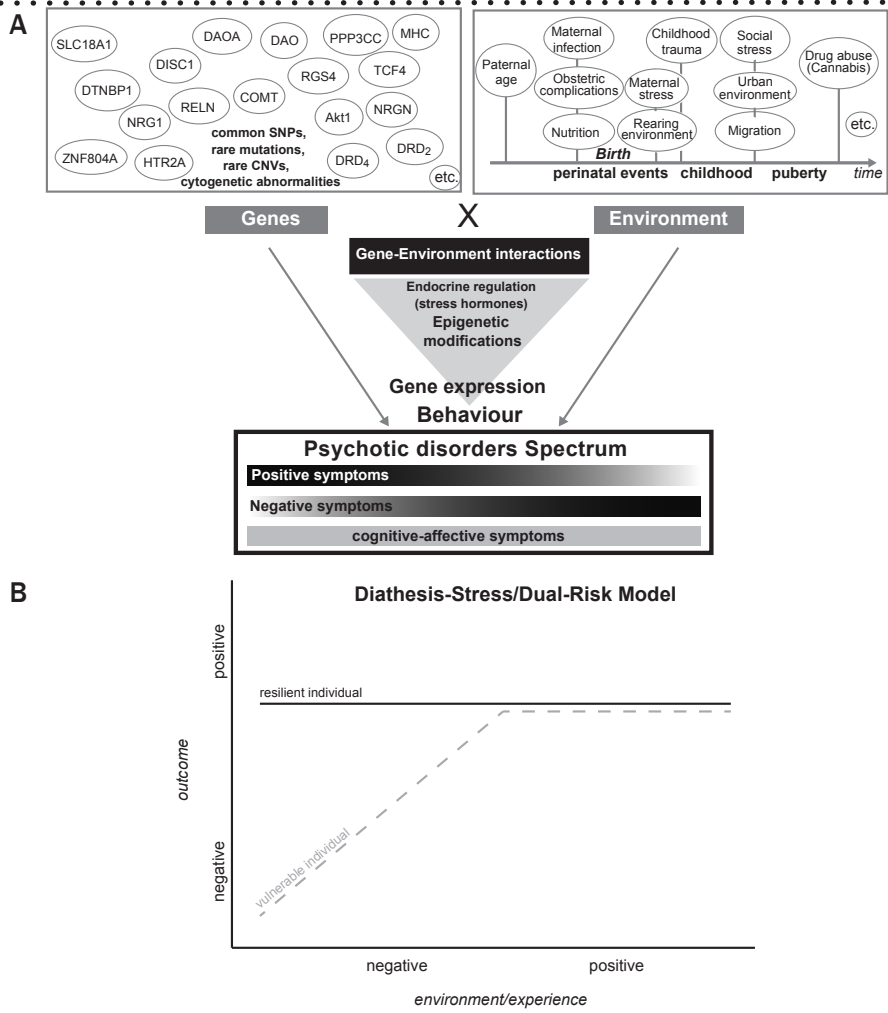 A
SLC18A1
DAOA
DAO
PPP3CC
MHC
DISC1
RGS4
TCF4
DTNBP1
RELN
COMT
NRG1
Akt1
NRGN
common SNPs,
rare mutations,
rare CNVs,
cytogenetic abnormalities
ZNF804A
HTR2A
DRD4
DRD2
etc.
Paternal
age
Maternal
infection
Obstetric
complications
Nutrition
Childhood
trauma
Maternal
stress
Rearing
environment
Social
stress
Urban
environment
Migration
Drug abuse
(Cannabis)
etc.
Birth
perinatal events
childhood
puberty
time
Genes
X
Environment
Gene-Environment interactions
Endocrine regulation
(stress hormones)
Epigenetic
modifications
Gene expression
Behaviour
Psychotic disorders Spectrum
Positive symptoms
Negative symptoms
cognitive-affective symptoms
B
Diathesis-Stress/Dual-Risk Model
positive
resilient individual
outcome
vulnerable individual
negative
negative
positive
environment/experience